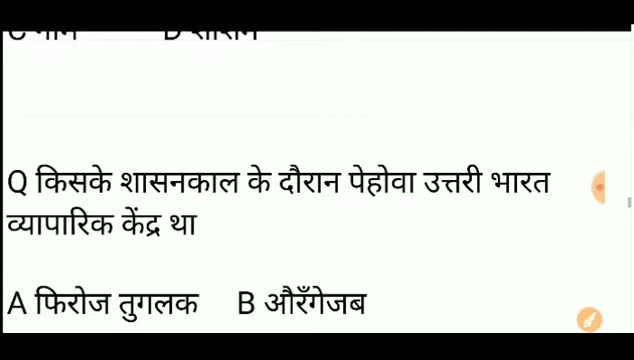 Q किसके शासनकाल के दौरान पेहोवा उत्तरी भारत
व्यापारिक केंद्र था
A फिरोज तुगलक B औरँगेजब